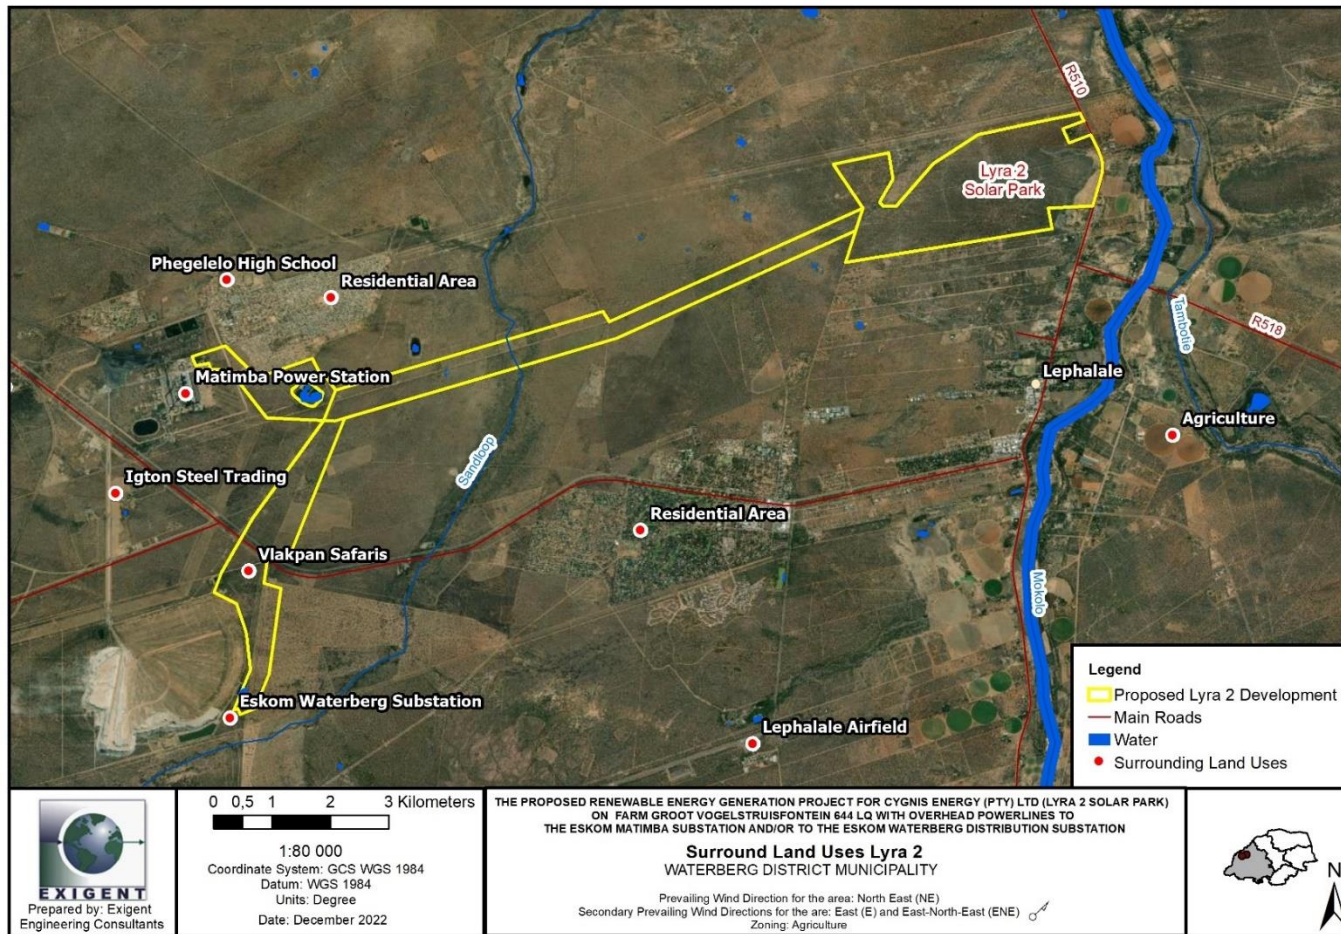 R510
Lyra 2
Solar Park
Phegelelo High School
Residential Area
Tambotie
R518
Matimba Power Station
Lephalale
Agriculture
Sandloop
Igton Steel Trading
Residential Area
Vlakpan Safaris
Mokolo
Eskom Waterberg Substation
Lephalale Airfield
Legend
Proposed Lyra 2 Development
Main Roads
Water
Surrounding Land Uses
EXIGENT
Prepared by: Exigent
Engineering Consultants
0 0,5 1 2 3 Kilometers
1:80 000
Coordinate System: GCS WGS 1984
Datum: WGS 1984
Units: Degree
Date: December 2022
THE PROPOSED RENEWABLE ENERGY GENERATION PROJECT FOR CYGNIS ENERGY (PTY) LTD (LYRA 2 SOLAR PARK)
ON FARM GROOT VOGELSTRUISFONTEIN 644 LQ WITH OVERHEAD POWERLINES TO
THE ESKOM MATIMBA SUBSTATION AND/OR TO THE ESKOM WATERBERG DISTRIBUTION SUBSTATION
Surround Land Uses Lyra 2
WATERBERG DISTRICT MUNICIPALITY
Prevailing Wind Direction for the area: North East (NE)
Secondary Prevailing Wind Directions for the are: East (E) and East-North-East (ENE)
Zoning: Agriculture
N